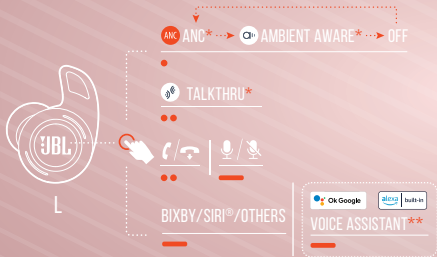 ANC ANC* AMBIENT AWARE* OFF
TALKTHRU*
JBL
L
BIXBY/SIRI®/OTHERS
Ok Google alexa built-in
VOICE ASSISTANT**